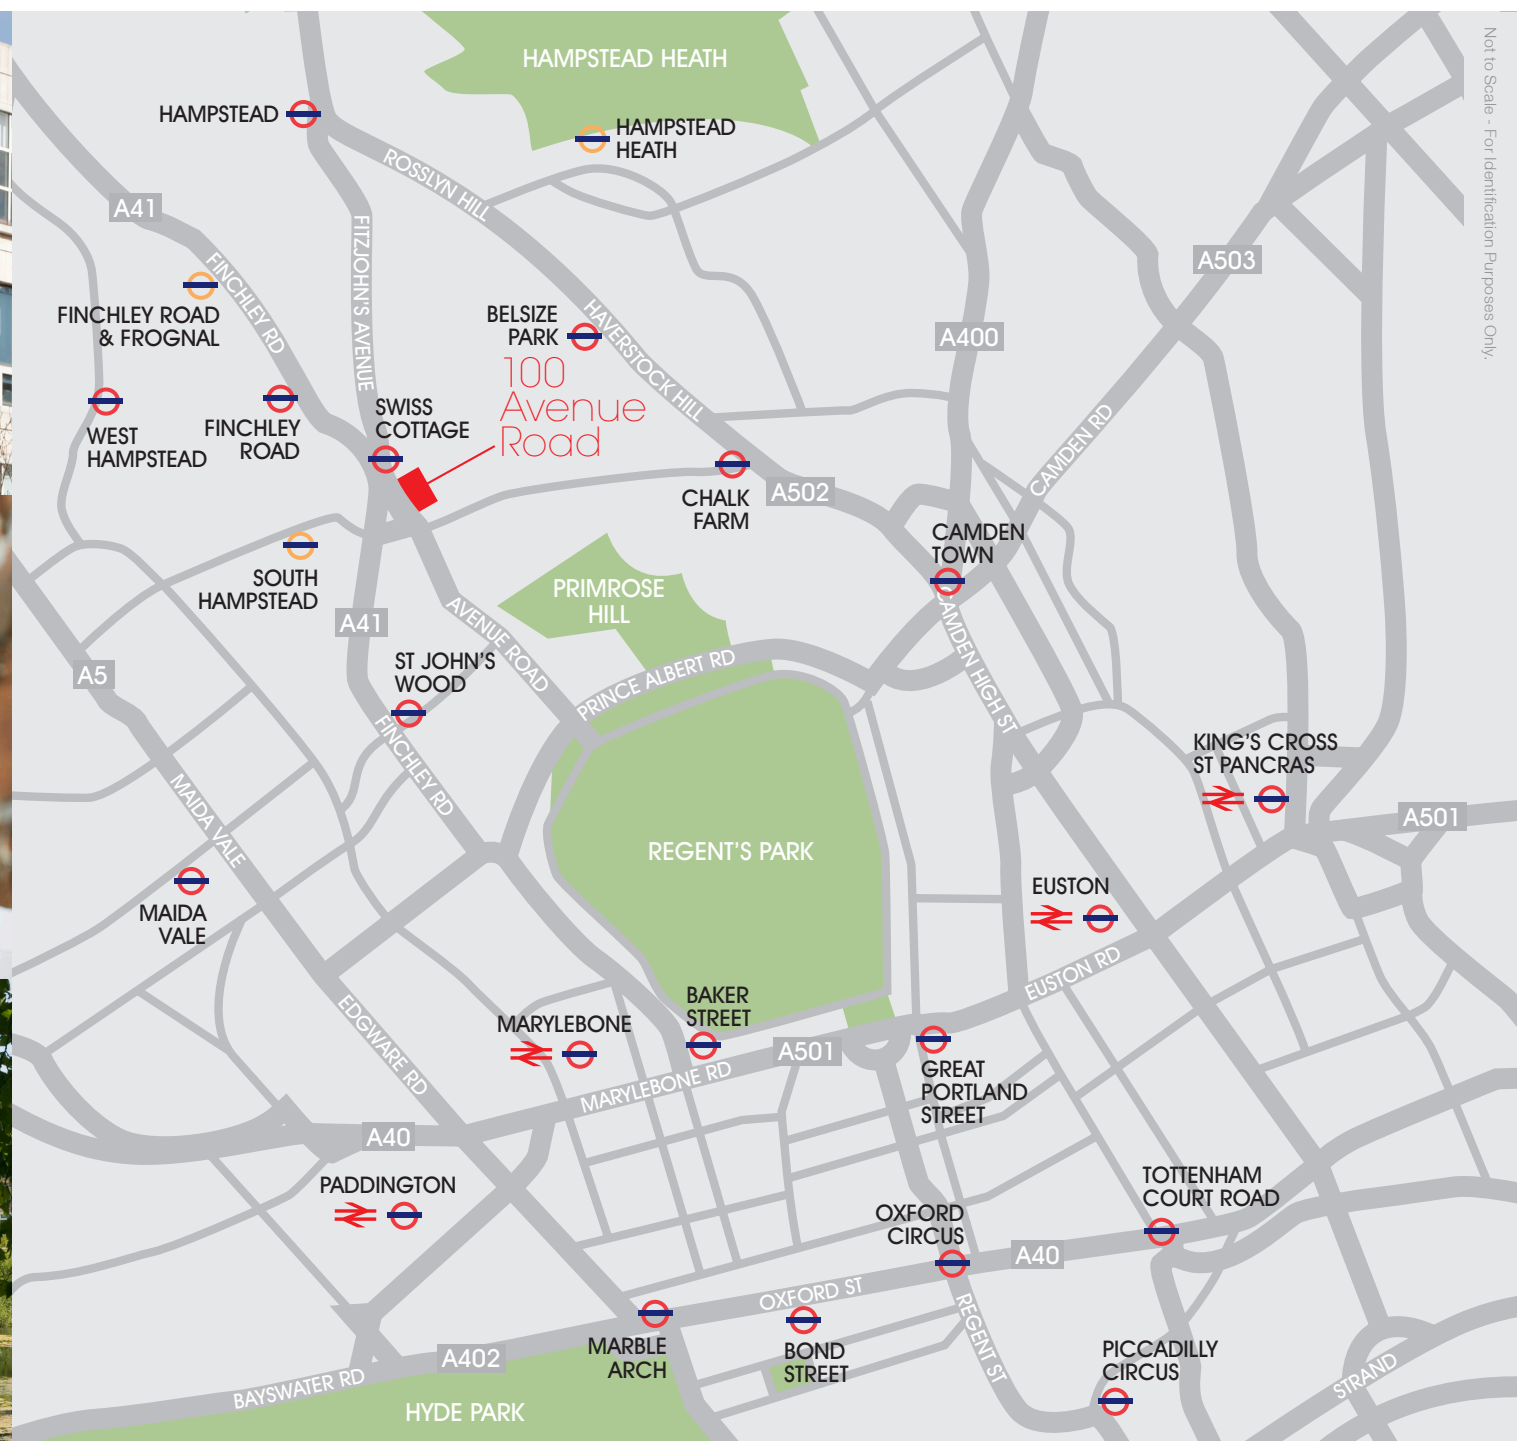 HAMPSTEAD HEATH
Not to Scale - For Identification Purposes Only.
HAMPSTEAD
HAMPSTEAD
HEATH
ROSSLYN HILL
A41
FITZJOHN'S AVENUE
A503
FINCHLEY RD
FINCHLEY ROAD
& FROGNAL
BELSIZE
PARK
HAVERSTOCK HILL
A400
100
Avenue
Road
SWISS
COTTAGE
WEST
HAMPSTEAD
FINCHLEY
ROAD
CAMDEN RD
CHALK
FARM
A502
CAMDEN
TOWN
SOUTH
HAMPSTEAD
PRIMROSE
HILL
A41
AVENUE ROAD
CAMDEN HIGH ST
A5
ST JOHN'S
WOOD
PRINCE ALBERT RD
FINCHLEY RD
KING'S CROSS
ST PANCRAS
MAIDA VALE
A501
REGENT'S PARK
EUSTON
MAIDA
VALE
EUSTON RD
EDGWARE RD
BAKER
STREET
MARYLEBONE
A501
MARYLEBONE RD
GREAT
PORTLAND
STREET
A40
PADDINGTON
TOTTENHAM
COURT ROAD
OXFORD
CIRCUS
A40
OXFORD ST
REGENT ST
MARBLE
ARCH
BOND
STREET
A402
PICCADILLY
CIRCUS
STRAND
BAYSWATER RD
HYDE PARK